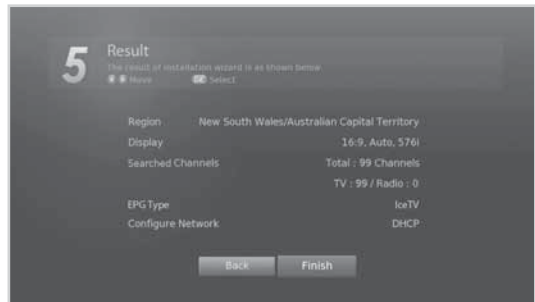 5
Result
The result of installation wizard is as shown below
Move Select
Region New South Wales/Australian Capital Territory
Display 16:9, Auto, 576i
Searched Channels Total : 99 Channels
TV : 99 / Radio : 0
EPG Type IceTV
Configure Network DHCP
Back Finish